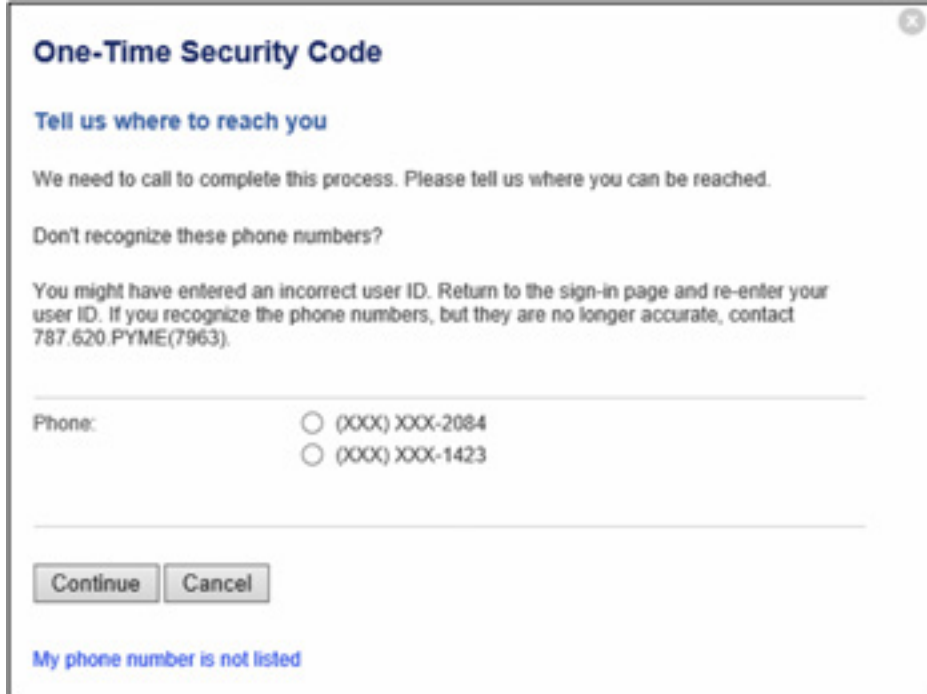 One-Time Security Code
Tell us where to reach you
We need to call to complete this process. Please tell us where you can be reached.
Don't recognize these phone numbers?
You might have entered an incorrect user ID. Return to the sign-in page and re-enter your
user ID. If you recognize the phone numbers, but they are no longer accurate, contact
787.620.PYME(7963).
Phone: (XXX) XXX-2084
(XXX) XXX-1423
Continue Cancel
My phone number is not listed